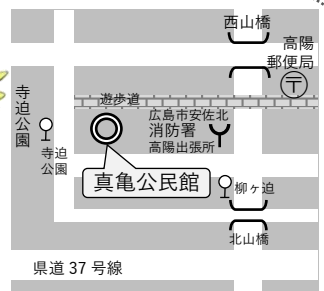 西山橋
高陽
郵便局
〒
遊歩道
寺迫公園
広島市安佐北
消防署
高陽出張所
寺迫
公園
真亀公民館
柳ヶ迫
北山橋
県道 37 号線